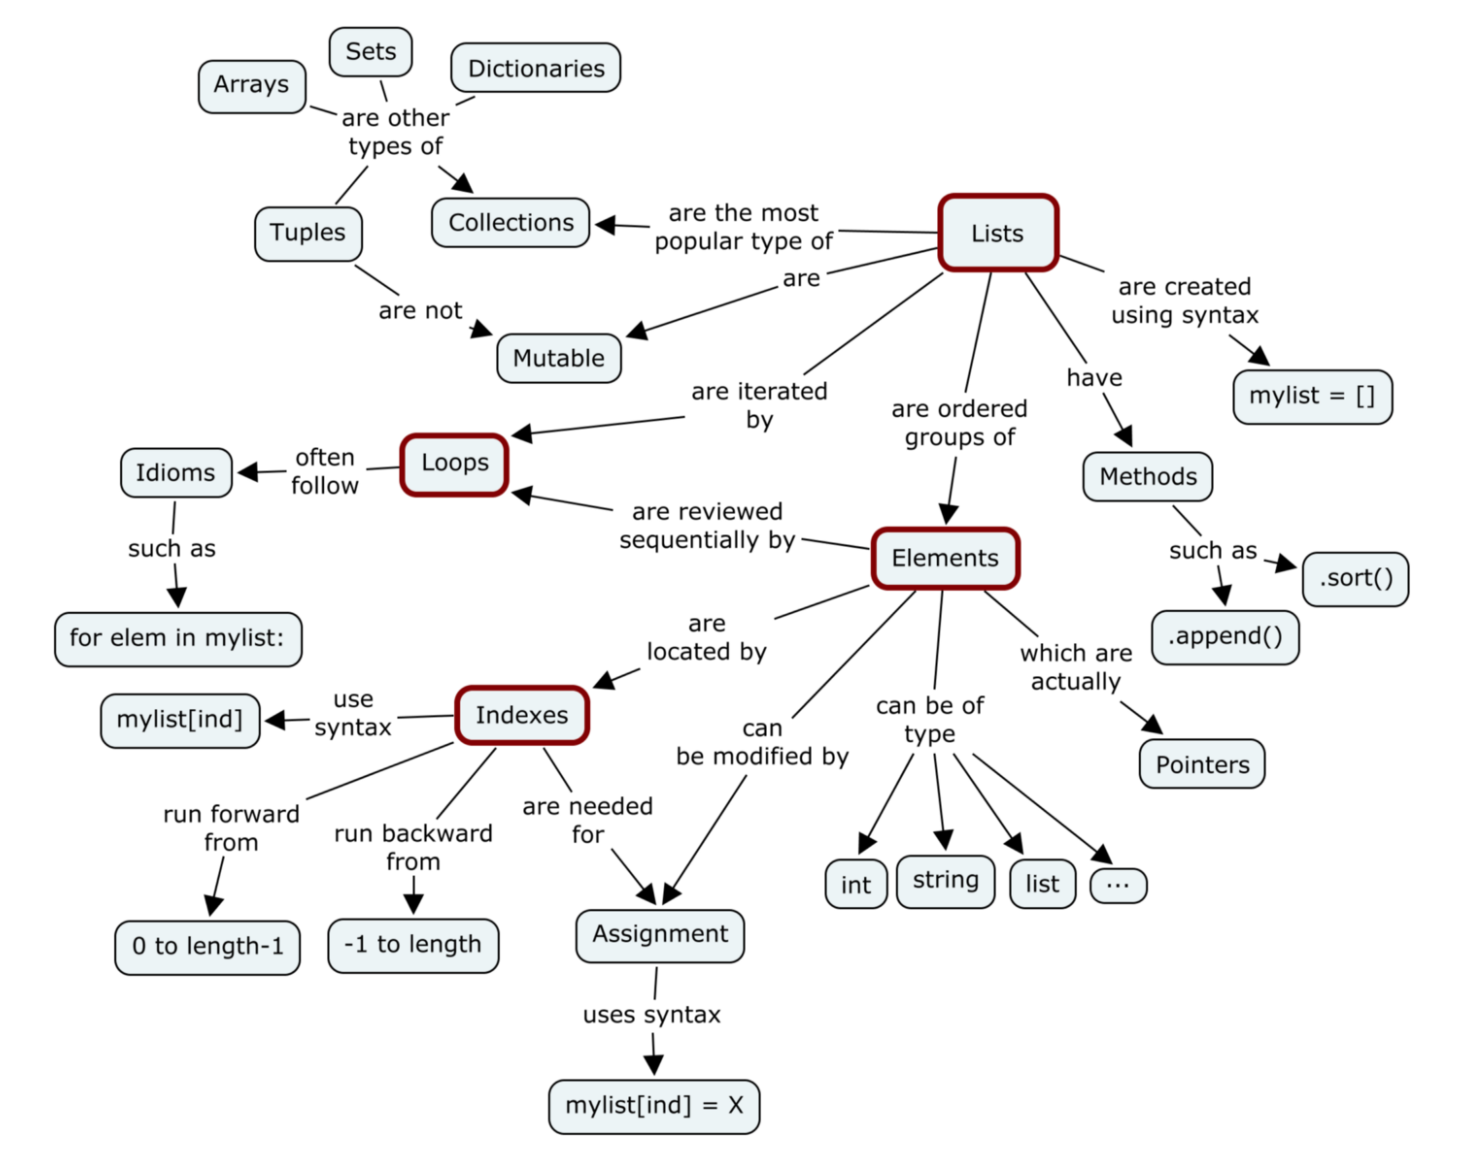 Sets
Dictionaries
Arrays
are other
types of
Tuples
Collections
are the most
popular type of
Lists
are
are not
Mutable
are created
using syntax
mylist = []
have
Methods
such as
.sort()
.append()
are iterated
by
are ordered
groups of
Loops
often
follow
Idioms
such as
for elem in mylist:
are reviewed
sequentially by
Elements
are
located by
which are
actually
Pointers
can be of
type
int
string
list
...
can
be modified by
Indexes
use
syntax
mylist[ind]
run forward
from
0 to length-1
run backward
from
-1 to length
are needed
for
Assignment
uses syntax
mylist[ind] = X